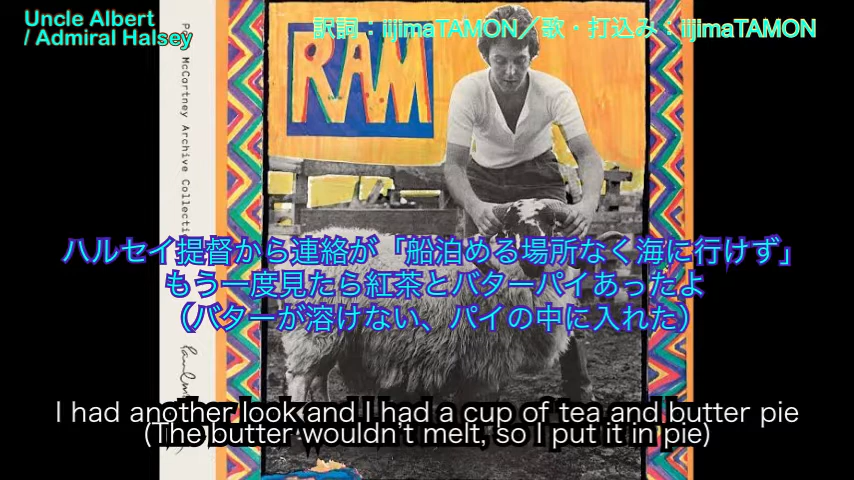 Uncle Albert
/ Admiral Halsey
訳詞：iijimaTAMON／歌・打込み：iijimaTAMON
RAM
McCartney Archive Collecti
ハルセイ提督から連絡が「船泊める場所なく海に行けず」
もう一度見たら紅茶とバターパイあったよ
（バターが溶けない、パイの中に入れた）
I had another look and I had a cup of tea and butter pie
(The butter wouldn't melt, so I put it in pie)